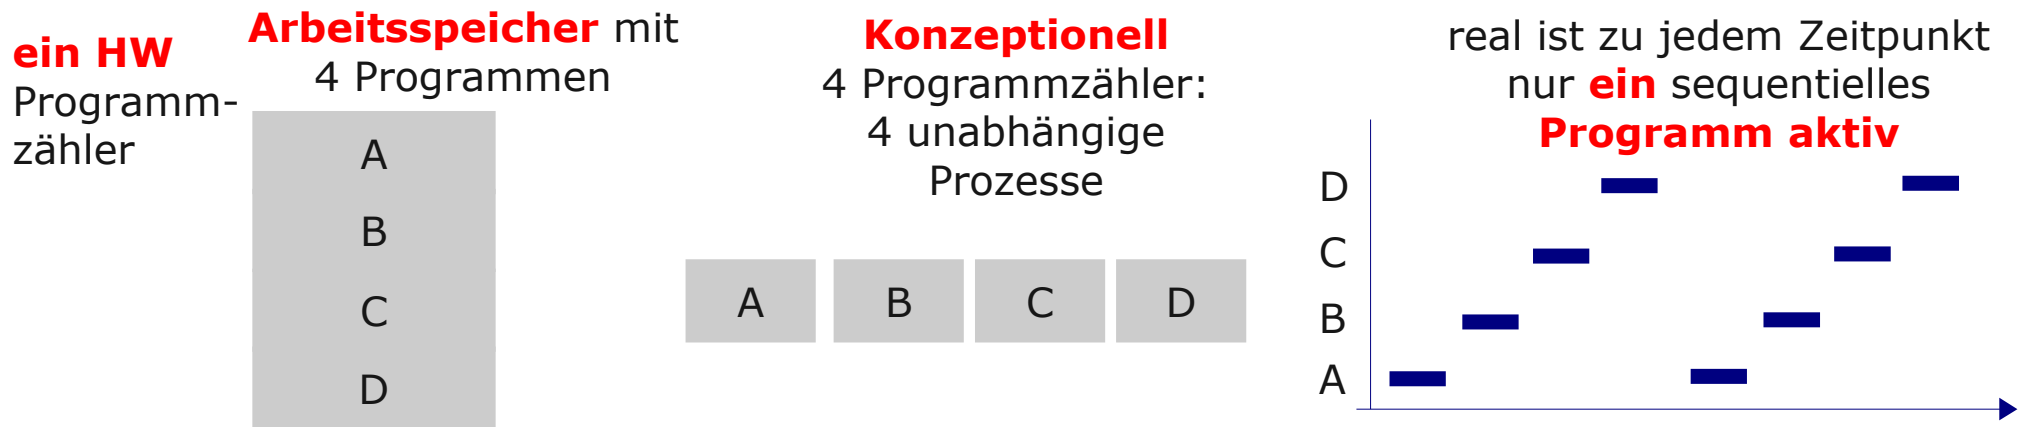 ein HW
Programm-
zähler
Arbeitsspeicher mit
4 Programmen
A
B
C
D
Konzeptionell
4 Programmzähler:
4 unabhängige
Prozesse
A B C D
real ist zu jedem Zeitpunkt
nur ein sequentielles
Programm aktiv
D
C
B
A